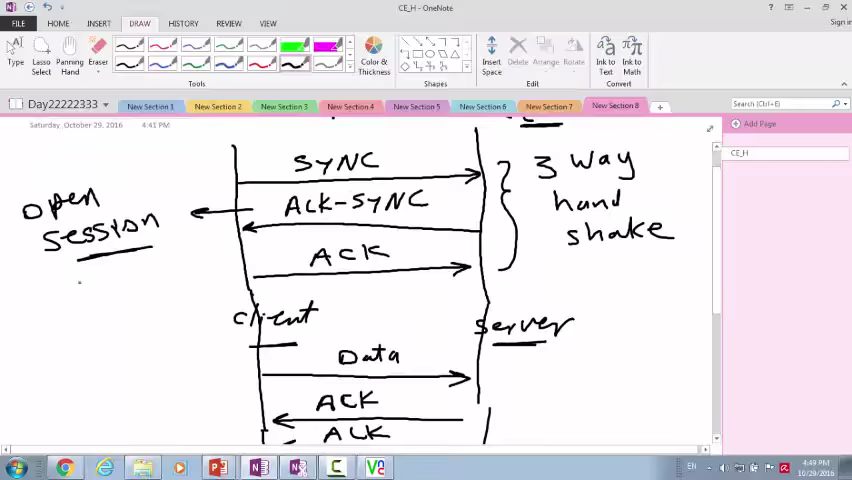 CE_H - OneNote
FILE HOME INSERT DRAW HISTORY REVIEW VIEW
Sign in
Type Lasso Select Panning Hand Eraser Color & Thickness Insert Space Delete Arrange Rotate Ink to Text Ink to Math
Tools Shapes Edit Convert
Day22222333 New Section 1 New Section 2 New Section 3 New Section 4 New Section 5 New Section 6 New Section 7 New Section 8 Search (Ctrl+E)
Saturday, October 29, 2016 4:41 PM
Add Page
CE_H
SYNC
3 way
open
ACK-SYNC
hand
session
shake
ACK
client
server
Data
ACK
ACK
EN 4:49 PM
10/29/2016